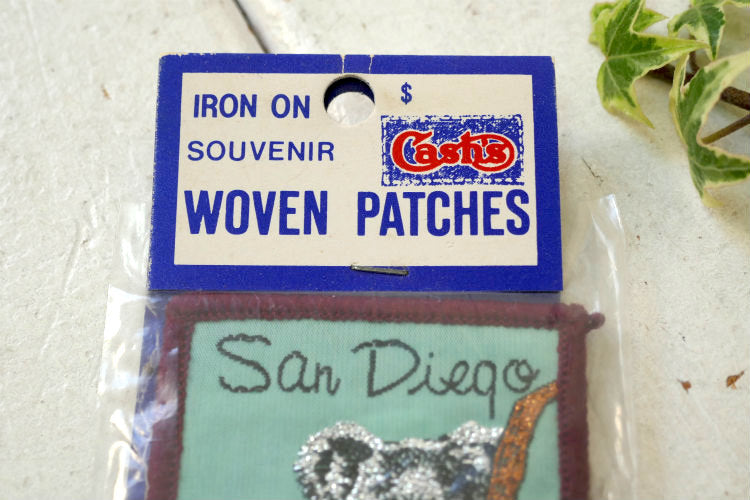 IRON ON
$
SOUVENIR
Cash's
WOVEN PATCHES
San Diego